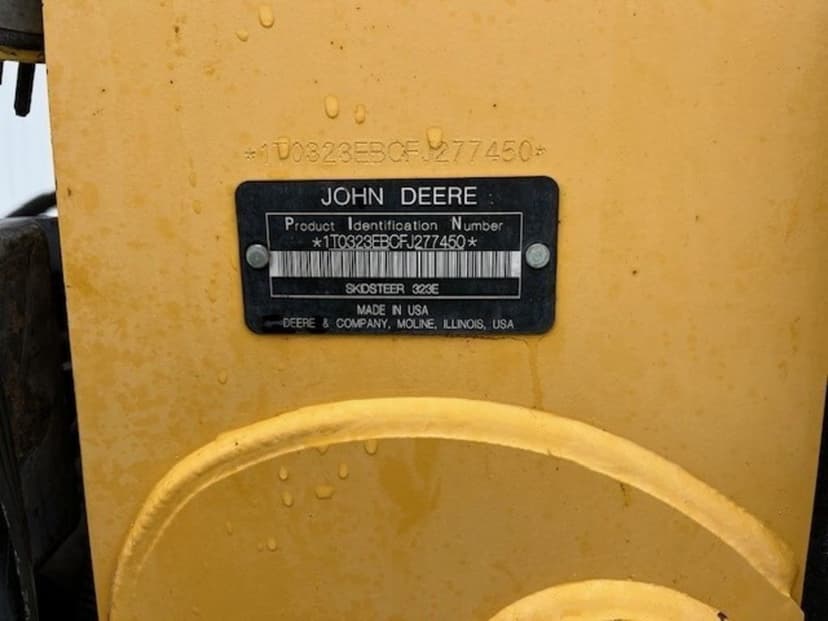 *1T0323EBCFJ277450*
JOHN DEERE
Product Identification Number
*1T0323EBCFJ277450*
SKIDSTEER 323E
MADE IN USA
DEERE & COMPANY, MOLINE, ILLINOIS, USA